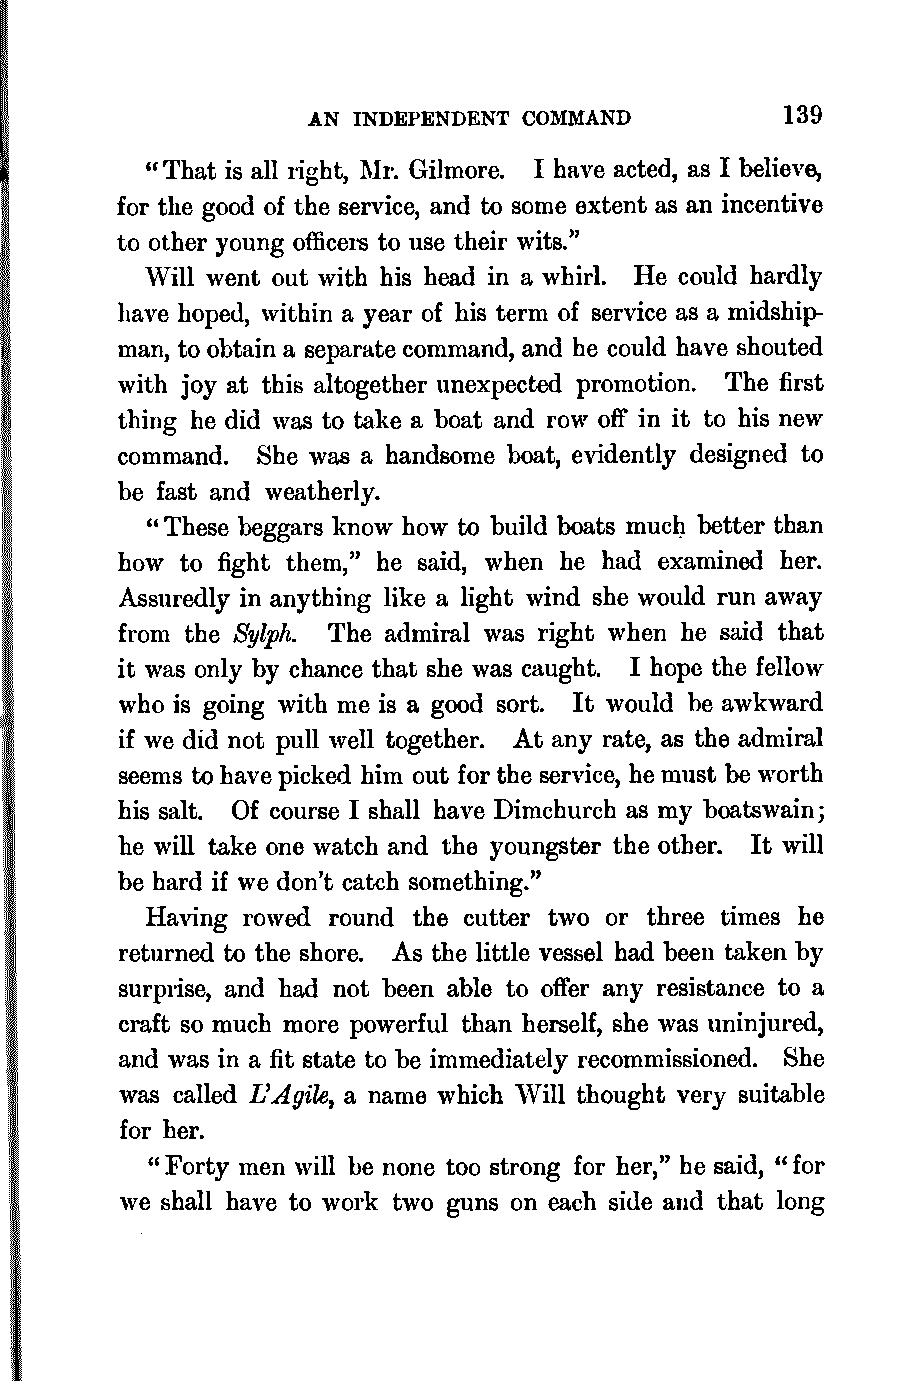 AN INDEPENDENT COMMAND 139
“That is all right, Mr. Gilmore. I have acted, as I believe,
for the good of the service, and to some extent as an incentive
to other young officers to use their wits.”
Will went out with his head in a whirl. He could hardly
have hoped, within a year of his term of service as a midship-
man, to obtain a separate command, and he could have shouted
with joy at this altogether unexpected promotion. The first
thing he did was to take a boat and row off in it to his new
command. She was a handsome boat, evidently designed to
be fast and weatherly.
“These beggars know how to build boats much better than
how to fight them,” he said, when he had examined her.
Assuredly in anything like a light wind she would run away
from the Sylph. The admiral was right when he said that
it was only by chance that she was caught. I hope the fellow
who is going with me is a good sort. It would be awkward
if we did not pull well together. At any rate, as the admiral
seems to have picked him out for the service, he must be worth
his salt. Of course I shall have Dimchurch as my boatswain;
he will take one watch and the youngster the other. It will
be hard if we don't catch something.”
Having rowed round the cutter two or three times he
returned to the shore. As the little vessel had been taken by
surprise, and had not been able to offer any resistance to a
craft so much more powerful than herself, she was uninjured,
and was in a fit state to be immediately recommissioned. She
was called L'Agile, a name which Will thought very suitable
for her.
“Forty men will be none too strong for her,” he said, “for
we shall have to work two guns on each side and that long